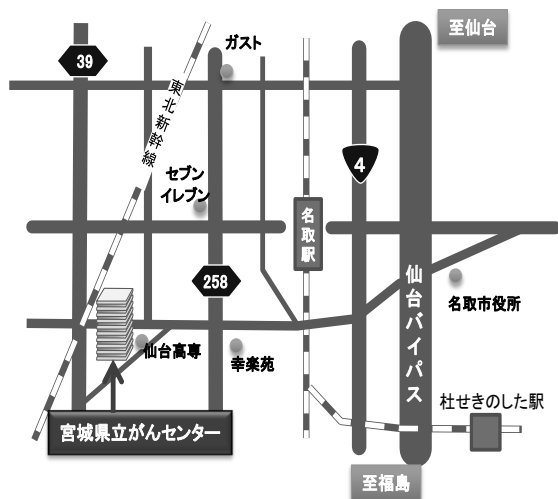 至仙台
ガスト
39
東北新幹線
4
セブン
イレブン
名取駅
258
仙台バイパス
名取市役所
仙台高専
幸楽苑
杜せきのした駅
宮城県立がんセンター
至福島